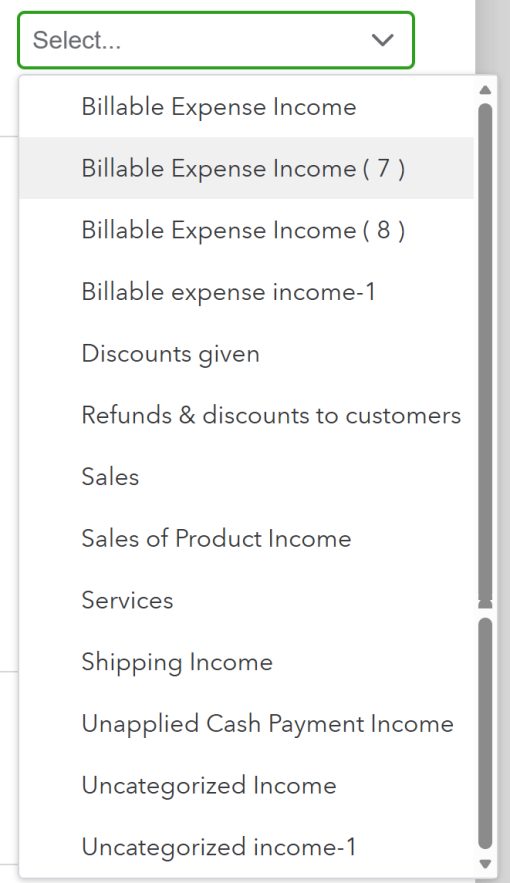 Select...
Billable Expense Income
Billable Expense Income ( 7 )
Billable Expense Income ( 8 )
Billable expense income-1
Discounts given
Refunds & discounts to customers
Sales
Sales of Product Income
Services
Shipping Income
Unapplied Cash Payment Income
Uncategorized Income
Uncategorized income-1